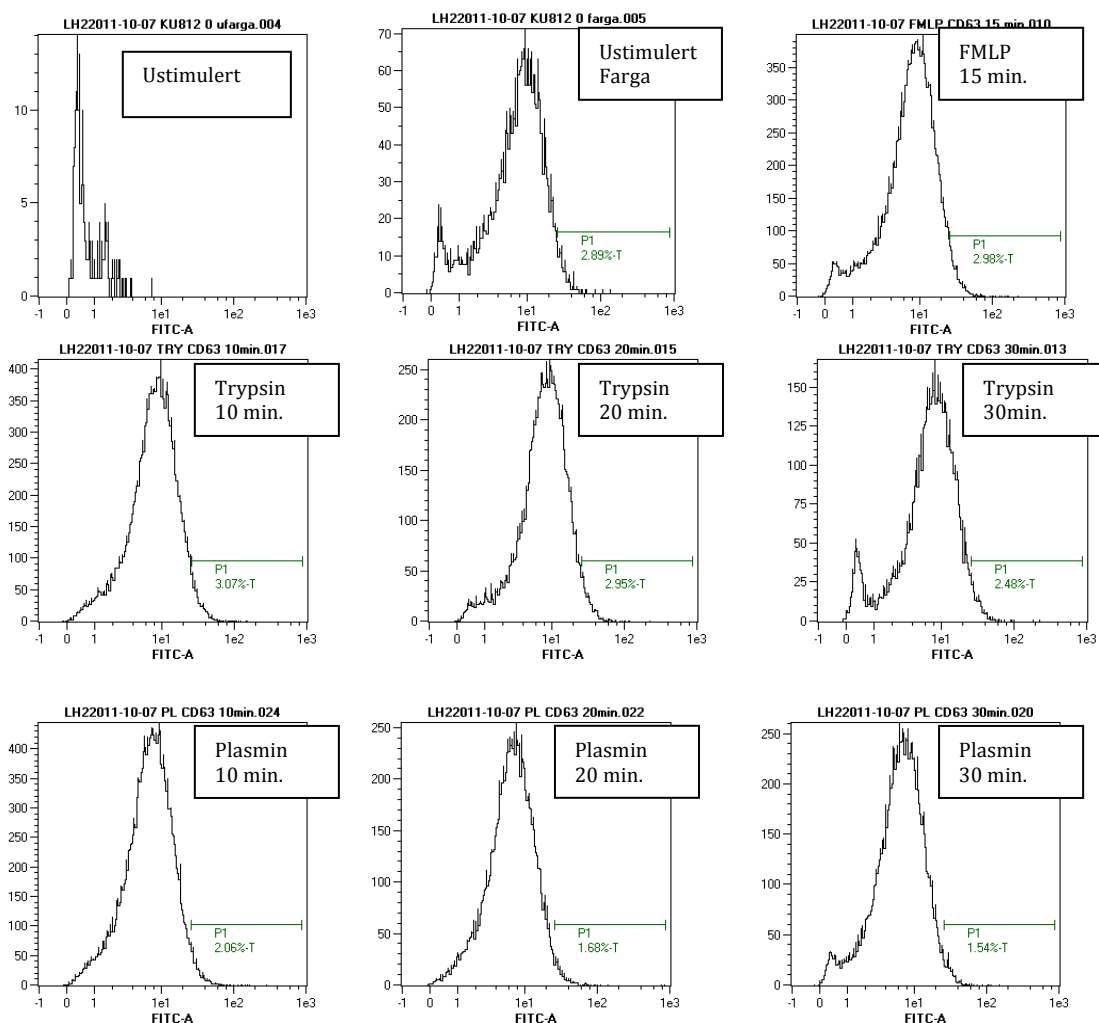 LH22011-10-07 KU812 0 ufarga.004
Ustimulert
10
5
0
-1 0 1 1e1 1e2 1e3
FITC-A
LH22011-10-07 KU812 0 farga.005
Ustimulert
Farga
70
60
50
40
30
20
10
0
P1
2.89%-T
-1 0 1 1e1 1e2 1e3
FITC-A
LH22011-10-07 FMLP CD63 15 min.010
FMLP
15 min.
350
300
250
200
150
100
50
0
P1
2.98%-T
-1 0 1 1e1 1e2 1e3
FITC-A
LH22011-10-07 TRY CD63 10min.017
Trypsin
10 min.
400
350
300
250
200
150
100
50
0
P1
3.07%-T
-1 0 1 1e1 1e2 1e3
FITC-A
LH22011-10-07 TRY CD63 20min.015
Trypsin
20 min.
250
200
150
100
50
0
P1
2.95%-T
-1 0 1 1e1 1e2 1e3
FITC-A
LH22011-10-07 TRY CD63 30min.013
Trypsin
30min.
150
125
100
75
50
25
0
P1
2.48%-T
-1 0 1 1e1 1e2 1e3
FITC-A
LH22011-10-07 PL CD63 10min.024
Plasmin
10 min.
400
350
300
250
200
150
100
50
0
P1
2.06%-T
-1 0 1 1e1 1e2 1e3
FITC-A
LH22011-10-07 PL CD63 20min.022
Plasmin
20 min.
250
200
150
100
50
0
P1
1.68%-T
-1 0 1 1e1 1e2 1e3
FITC-A
LH22011-10-07 PL CD63 30min.020
Plasmin
30 min.
250
200
150
100
50
0
P1
1.54%-T
-1 0 1 1e1 1e2 1e3
FITC-A